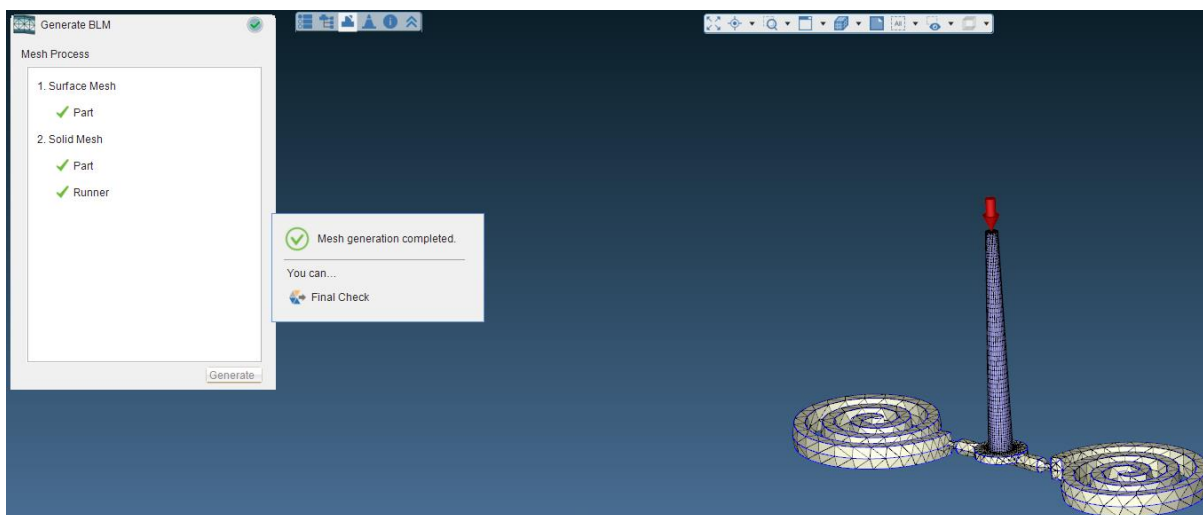 Generate BLM
Mesh Process
1. Surface Mesh
Part
2. Solid Mesh
Part
Runner
Mesh generation completed.
You can...
Final Check
Generate
All